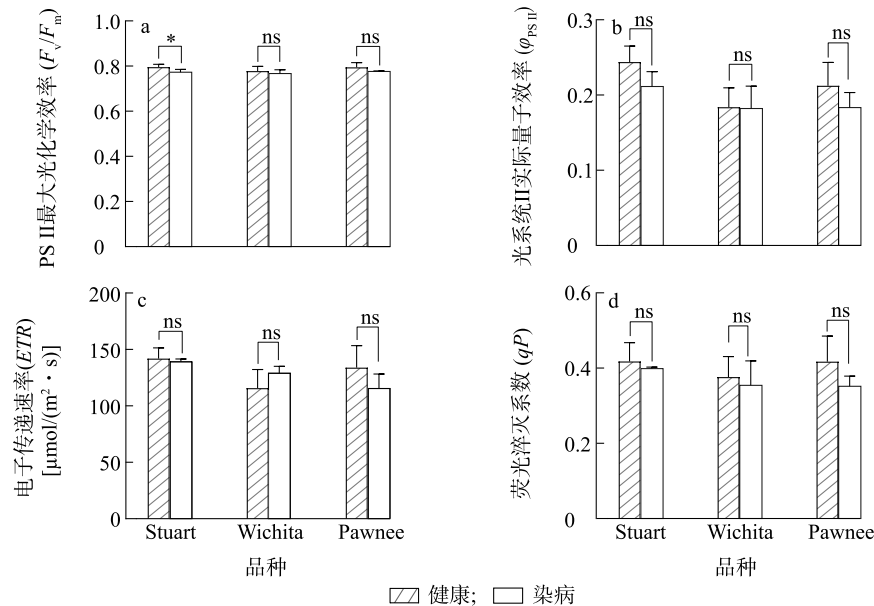 PS II最大光化学效率 (Fv/Fm)
1.0
0.8
0.6
0.4
0.2
0
a
*
ns
ns
光系统II实际量子效率 (φPS II)
0.3
0.2
0.1
0
b
ns
ns
ns
电子传递速率(ETR)
[μmol/(m²·s)]
200
150
100
50
0
c
ns
ns
ns
Stuart Wichita Pawnee
品种
荧光淬灭系数 (qP)
0.6
0.4
0.2
0
d
ns
ns
ns
Stuart Wichita Pawnee
品种
健康; 染病